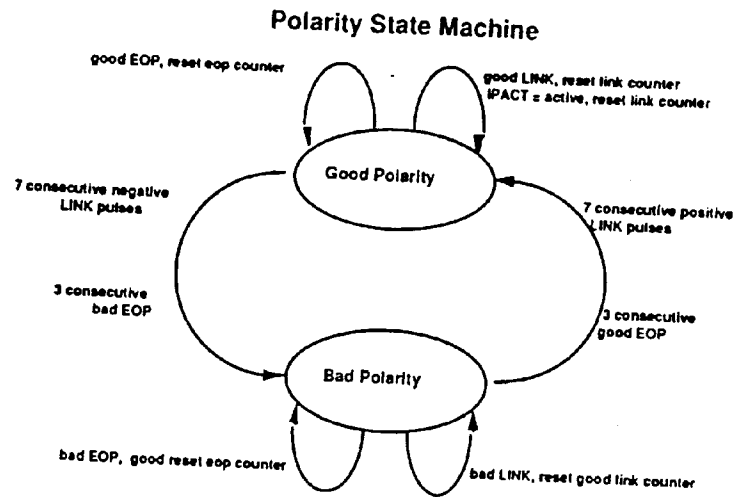 Polarity State Machine
good EOP, reset eop counter
good LINK, reset link counter
IPACT = active, reset link counter
Good Polarity
7 consecutive negative
LINK pulses
7 consecutive positive
LINK pulses
3 consecutive
bad EOP
3 consecutive
good EOP
Bad Polarity
bad EOP, good reset eop counter
bad LINK, reset good link counter